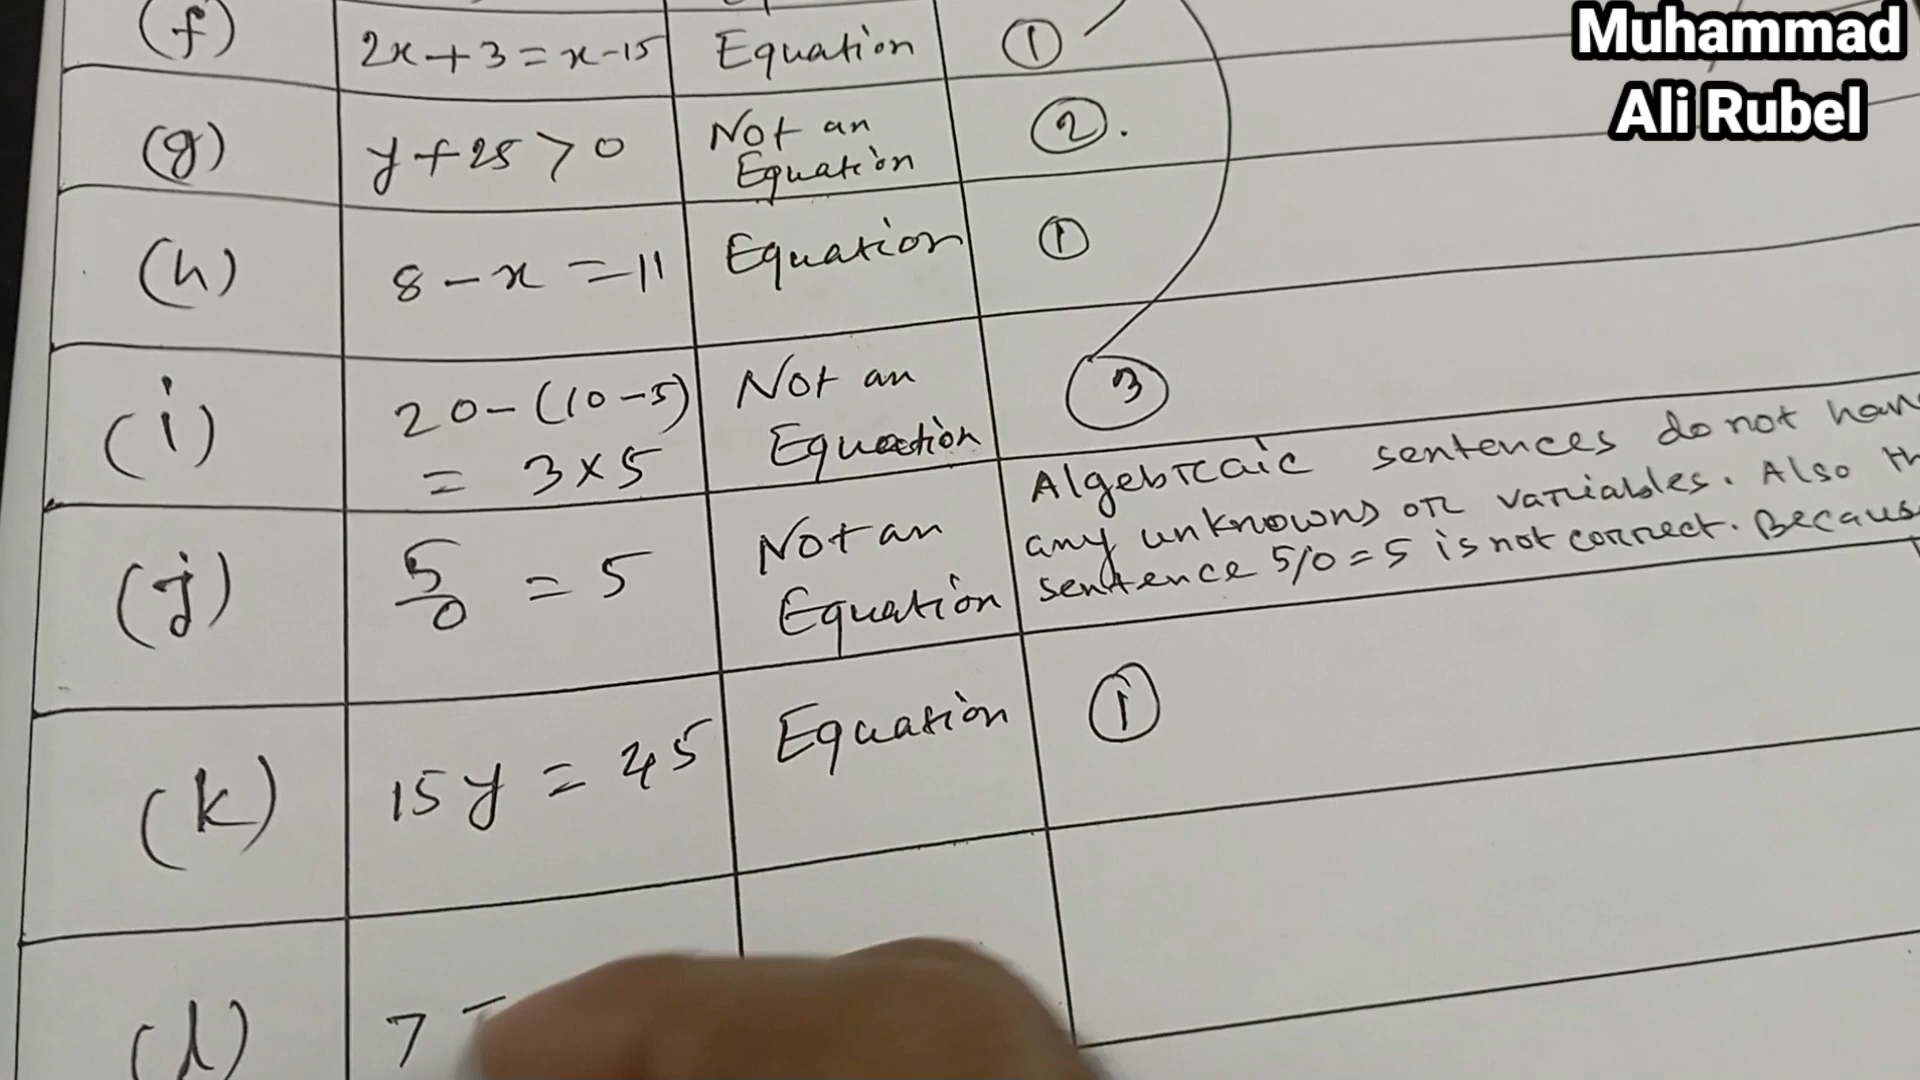 Muhammad
Ali Rubel
(f) 2x+3=x-15 Equation ①
(g) y+25>0 Not an
Equation ②.
(h) 8-x=11 Equation ①
(i) 20-(10-5) Not an ③
= 3×5 Equation
(j) 5/0 = 5 Not an Algebraic sentences do not
Equation any unknowns or variables. Also
sentence 5/0=5 is not correct.
(k) 15y = 45 Equation ①
(l) 7